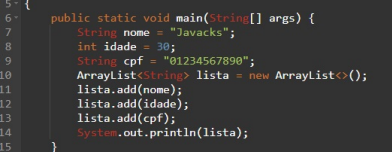 5 {
6 public static void main(String[] args) {
7 String nome = "Javacks";
8 int idade = 30;
9 String cpf = "01234567890";
10 ArrayList<String> lista = new ArrayList<>();
11 lista.add(nome);
12 lista.add(idade);
13 lista.add(cpf);
14 System.out.println(lista);
15 }